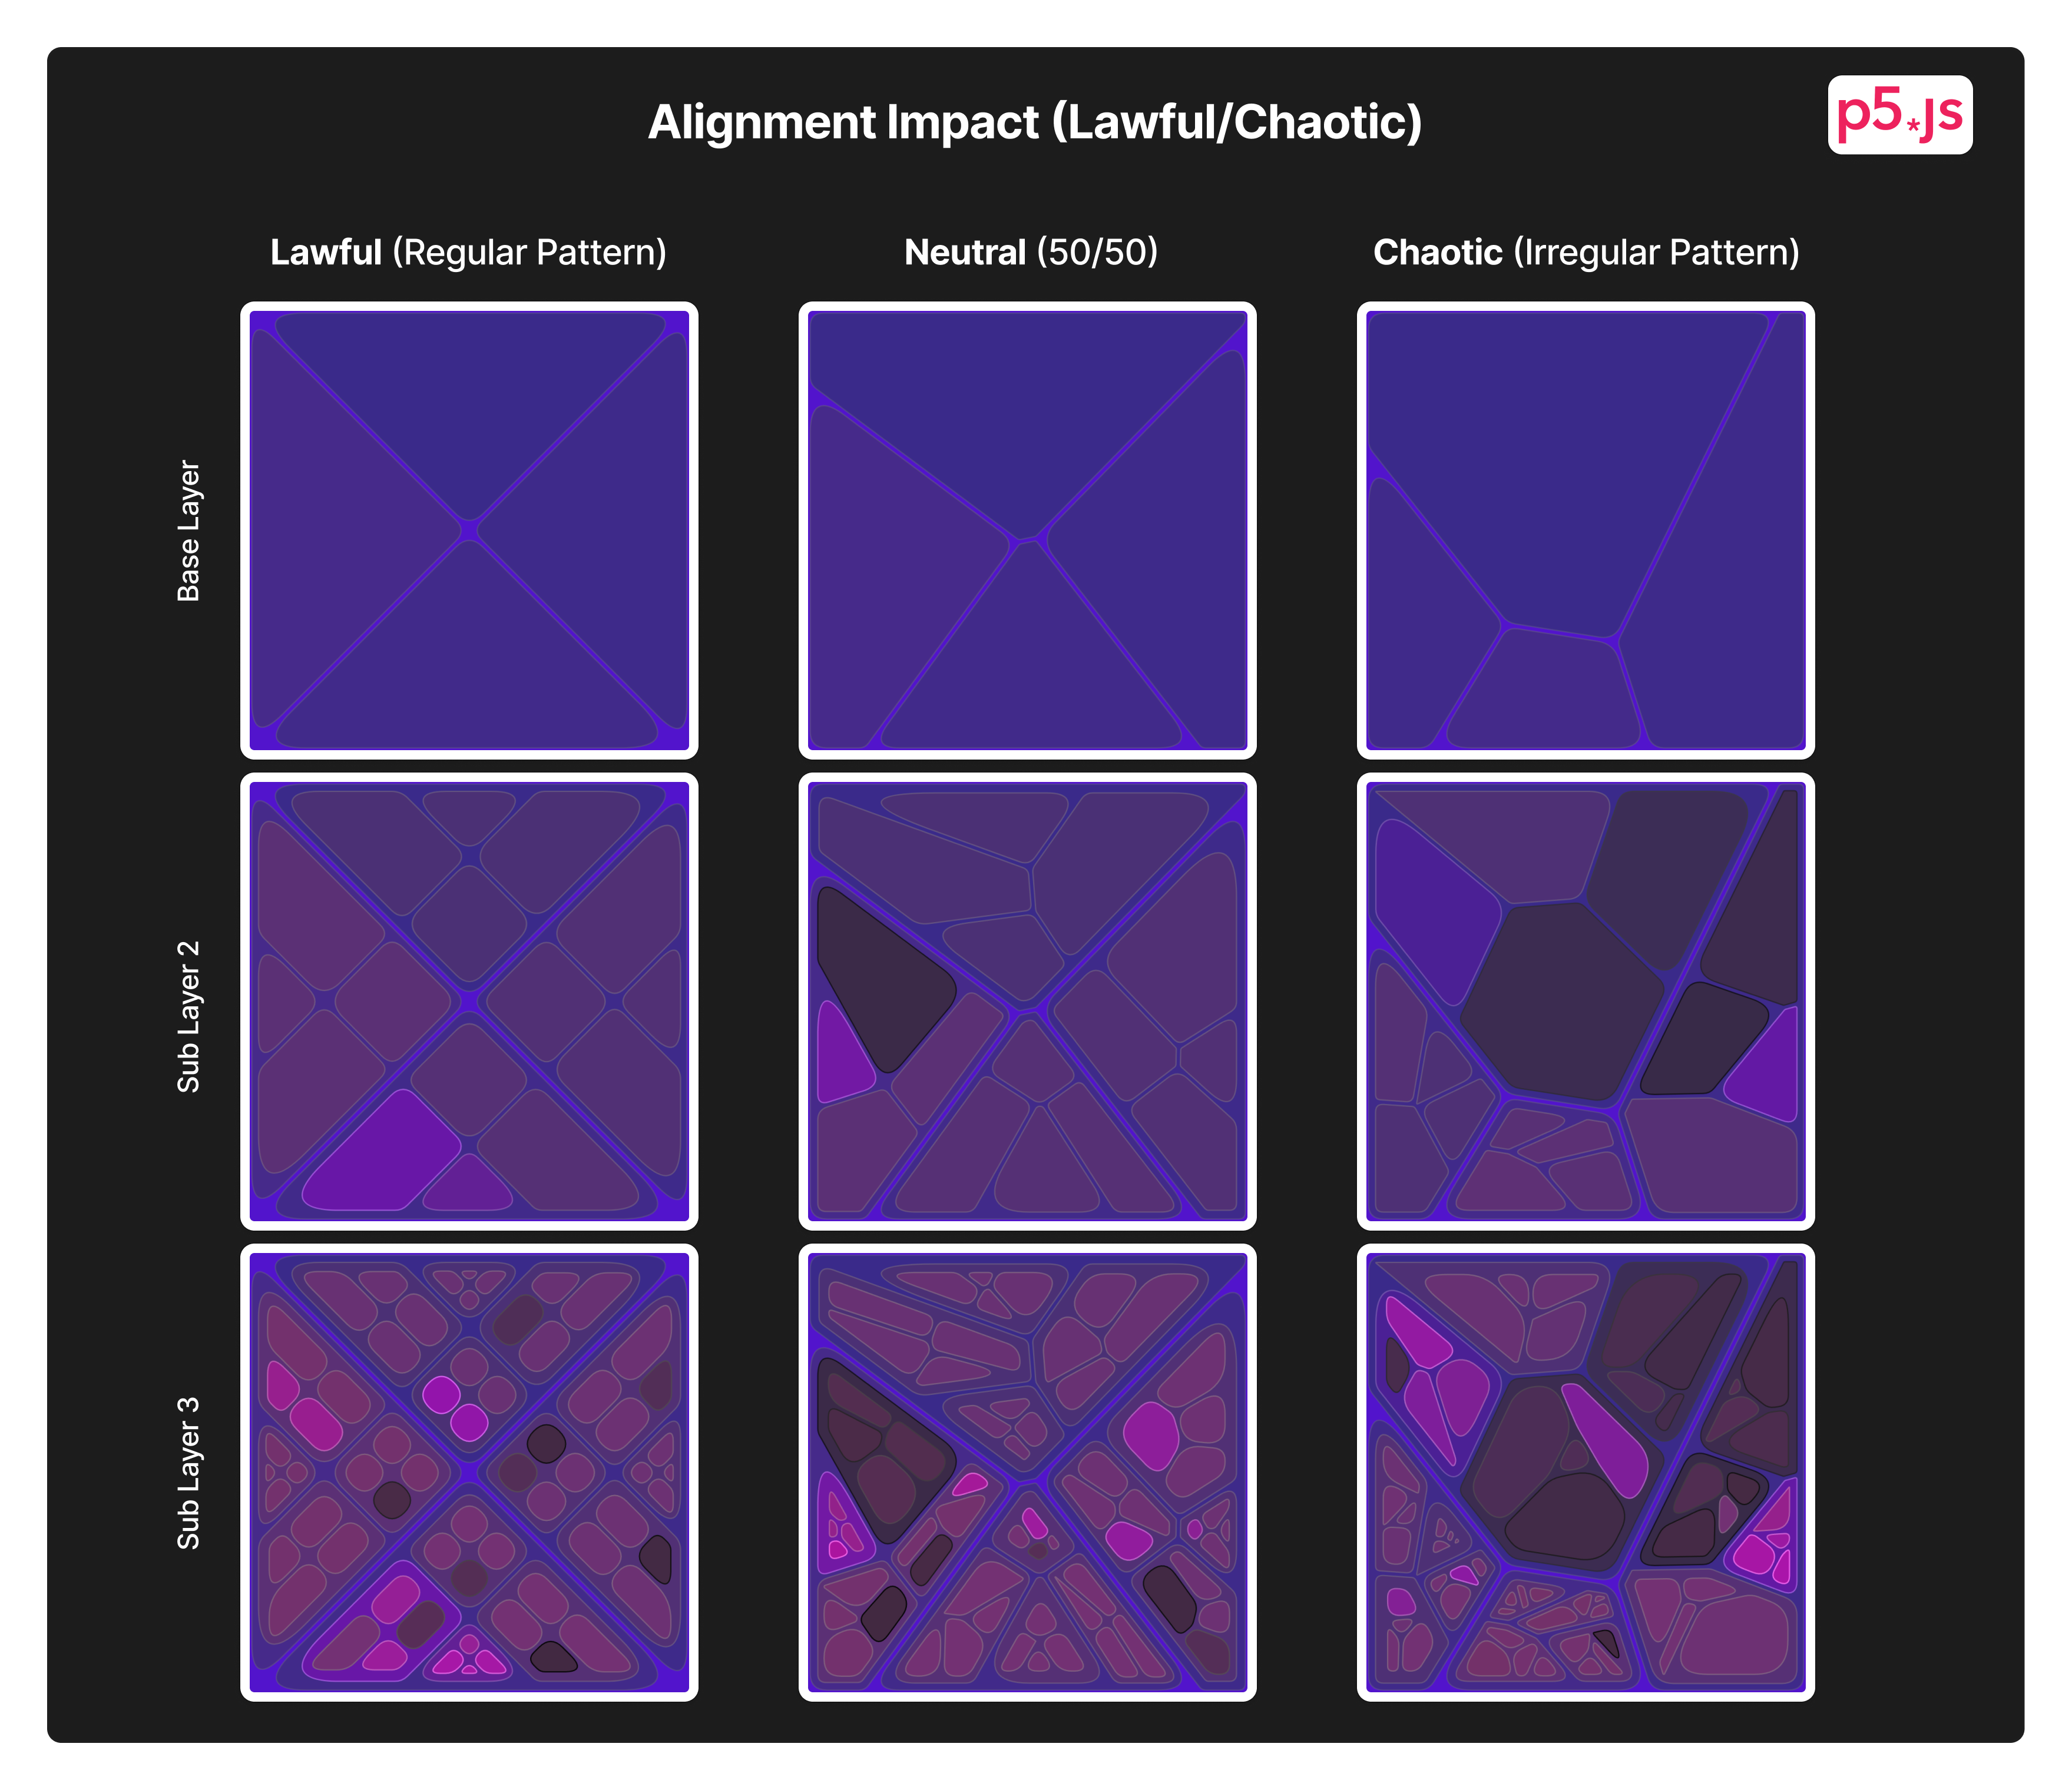 Alignment Impact (Lawful/Chaotic)
p5*js
Lawful (Regular Pattern)
Neutral (50/50)
Chaotic (Irregular Pattern)
Base Layer
Sub Layer 2
Sub Layer 3